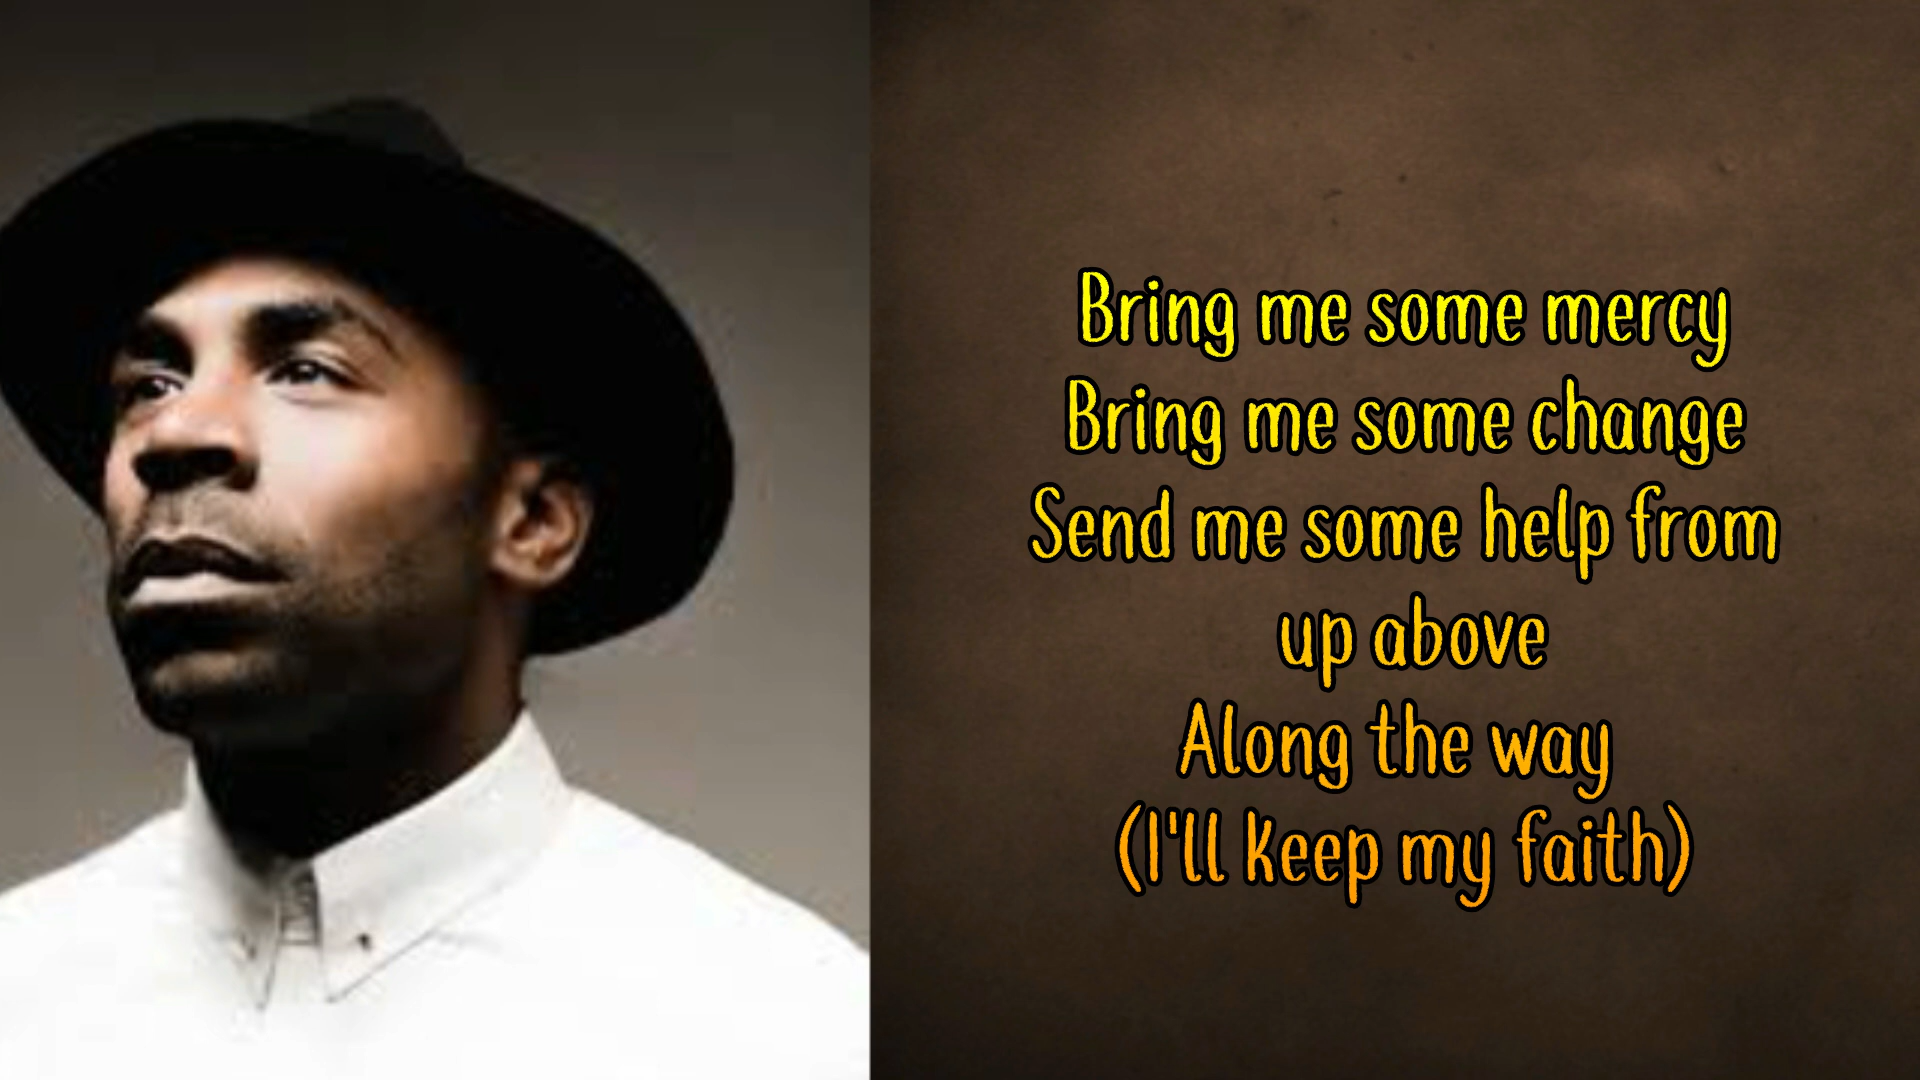 Bring me some mercy
Bring me some change
Send me some help from
up above
Along the way
(I'll keep my faith)